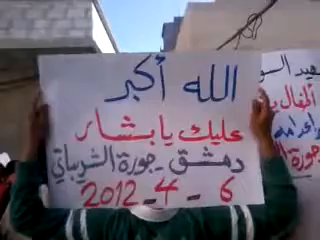 الله أكبر
عليك يا بشار
دمشق - جورة الشريباتي
2012-4-6